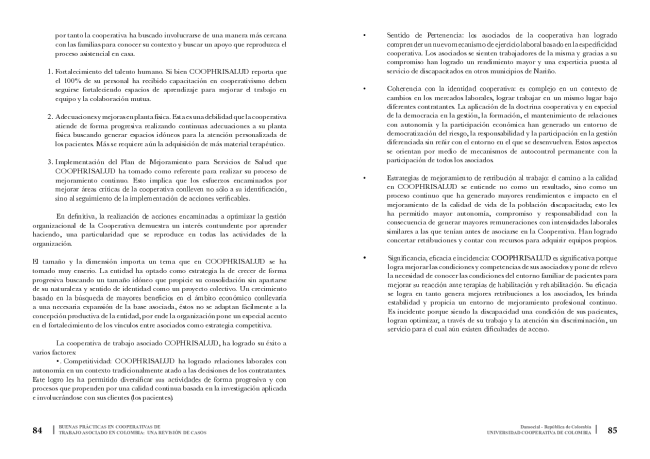 por tanto la cooperativa ha buscado involucrarse de una manera más cercana
con las familias para conocer su contexto y buscar un apoyo que reproduzca el
proceso asistencial en casa.
1. Fortalecimiento del talento humano. Si bien COOPHRISALUD reporta que
el 100% de su personal ha recibido capacitación en cooperativismo deben
seguirse fortaleciendo espacios de aprendizaje para mejorar el trabajo en
equipo y la colaboración mutua.
2. Adecuaciones y mejoras en planta física. Esta es una debilidad que la cooperativa
atiende de forma progresiva realizando continuas adecuaciones a su planta
física buscando generar espacios idóneos para la atención personalizada de
los pacientes. Más se requiere aún la adquisición de más material terapéutico.
3. Implementación del Plan de Mejoramiento para Servicios de Salud que
COOPHRISALUD ha tomado como referente para realizar su proceso de
mejoramiento continuo. Esto implica que los esfuerzos encaminados por
mejorar áreas críticas de la cooperativa conlleven no sólo a su identificación,
sino al seguimiento de la implementación de acciones verificables.
En definitiva, la realización de acciones encaminadas a optimizar la gestión
organizacional de la Cooperativa demuestra un interés contundente por aprender
haciendo, una particularidad que se reproduce en todas las actividades de la
organización.
El tamaño y la dimensión importa un tema que en COOPHRISALUD se ha
tomado muy enserio. La entidad ha optado como estrategia la de crecer de forma
progresiva buscando un tamaño idóneo que propicie su consolidación sin apartarse
de su naturaleza y sentido de identidad como un proyecto colectivo. Un crecimiento
basado en la búsqueda de mayores beneficios en el ámbito económico conllevaría
a una necesaria expansión de la base asociada, éstos no se adaptan fácilmente a la
concepción productiva de la entidad, por ende la organización pone un especial acento
en el fortalecimiento de los vínculos entre asociados como estrategia competitiva.
La cooperativa de trabajo asociado COPHRISALUD, ha logrado su éxito a
varios factores:
•. Competitividad: COOPHRISALUD ha logrado relaciones laborales con
autonomía en un contexto tradicionalmente atado a las decisiones de los contratantes.
Este logro les ha permitido diversificar sus actividades de forma progresiva y con
procesos que propenden por una calidad continua basada en la investigación aplicada
e involucrándose con sus clientes (los pacientes).
84 | BUENAS PRÁCTICAS EN COOPERATIVAS DE
TRABAJO ASOCIADO EN COLOMBIA: UNA REVISIÓN DE CASOS
• Sentido de Pertenencia: los asociados de la cooperativa han logrado
comprender un nuevo mecanismo de ejercicio laboral basado en la especificidad
cooperativa. Los asociados se sienten trabajadores de la misma y gracias a su
compromiso han logrado un rendimiento mayor y una experticia puesta al
servicio de discapacitados en otros municipios de Nariño.
• Coherencia con la identidad cooperativa: es complejo en un contexto de
cambios en los mercados laborales, lograr trabajar en un mismo lugar bajo
diferentes contratantes. La aplicación de la doctrina cooperativa y en especial
de la democracia en la gestión, la formación, el mantenimiento de relaciones
con autonomía y la participación económica han generado un entorno de
democratización del riesgo, la responsabilidad y la participación en la gestión
diferenciada sin reñir con el entorno en el que se desenvuelven. Estos aspectos
se orientan por medio de mecanismos de autocontrol permanente con la
participación de todos los asociados.
• Estrategias de mejoramiento de retribución al trabajo: el camino a la calidad
en COOPHRISALUD se entiende no como un resultado, sino como un
proceso continuo que ha generado mayores rendimientos e impacto en el
mejoramiento de la calidad de vida de la población discapacitada, esto les
ha permitido mayor autonomía, compromiso y responsabilidad con la
consecuencia de generar mayores remuneraciones con intensidades laborales
similares a las que tenían antes de asociarse en la Cooperativa. Han logrado
concertar retribuciones y contar con recursos para adquirir equipos propios.
• Significancia, eficacia e incidencia: COOPHRISALUD es significativa porque
logra mejorar las condiciones y competencias de sus asociados y pone de relevo
la necesidad de conocer las condiciones del entorno familiar de pacientes para
mejorar su reacción ante terapias de habilitación y rehabilitación. Su eficacia
se logra en tanto genera mejores retribuciones a los asociados, les brinda
estabilidad y propicia un entorno de mejoramiento profesional continuo.
Es incidente porque siendo la discapacidad una condición de sus pacientes,
logran optimizar, a través de su trabajo y la atención sin discriminación, un
servicio para el cual aún existen dificultades de acceso.
Dansocial - República de Colombia
UNIVERSIDAD COOPERATIVA DE COLOMBIA | 85